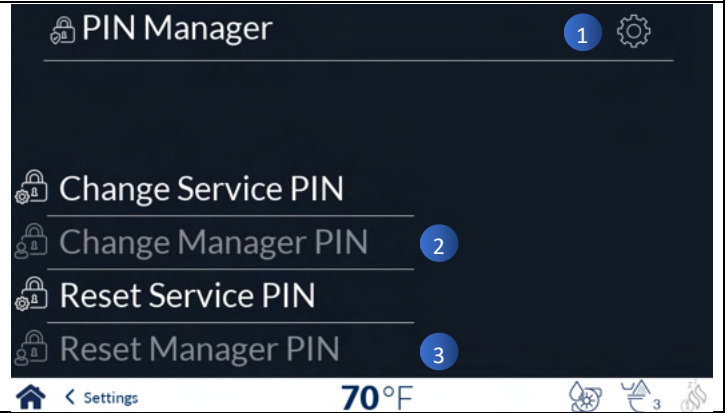 PIN Manager 1
Change Service PIN
Change Manager PIN 2
Reset Service PIN
Reset Manager PIN 3
< Settings 70°F 3